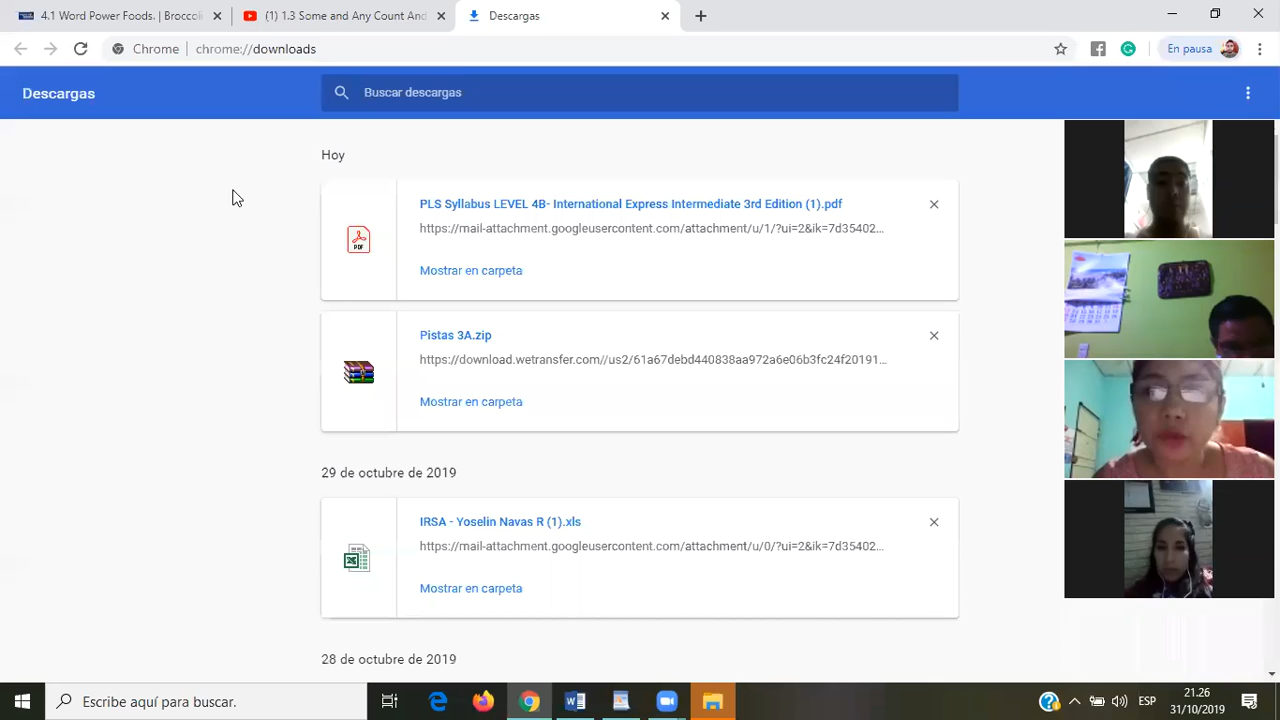 4.1 Word Power Foods. | Broccoli
(1) 1.3 Some and Any Count And
Descargas
Chrome
chrome://downloads
En pausa
Descargas
Buscar descargas
Hoy
PLS Syllabus LEVEL 4B- International Express Intermediate 3rd Edition (1).pdf
https://mail-attachment.googleusercontent.com/attachment/u/1/?ui=2&ik=7d35402...
PDF
Mostrar en carpeta
Pistas 3A.zip
https://download.wetransfer.com//us2/61a67debd440838aa972a6e06b3fc24f20191...
Mostrar en carpeta
29 de octubre de 2019
IRSA - Yoselin Navas R (1).xls
https://mail-attachment.googleusercontent.com/attachment/u/0/?ui=2&ik=7d35402...
Mostrar en carpeta
28 de octubre de 2019
Escribe aquí para buscar.
ESP
21.26
31/10/2019